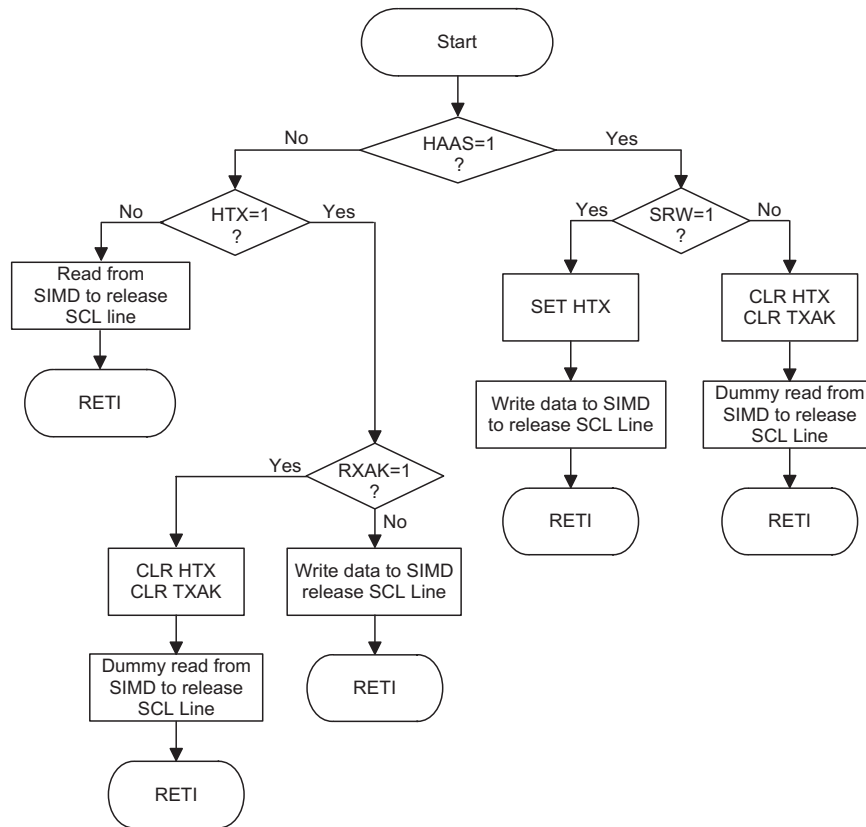 Start
HAAS=1
?
No
Yes
HTX=1
?
No
Yes
SRW=1
?
Yes
No
Read from
SIMD to release
SCL line
SET HTX
CLR HTX
CLR TXAK
RETI
Write data to SIMD
to release SCL Line
Dummy read from
SIMD to release
SCL Line
RXAK=1
?
Yes
No
RETI
RETI
CLR HTX
CLR TXAK
Write data to SIMD
release SCL Line
Dummy read from
SIMD to release
SCL Line
RETI
RETI